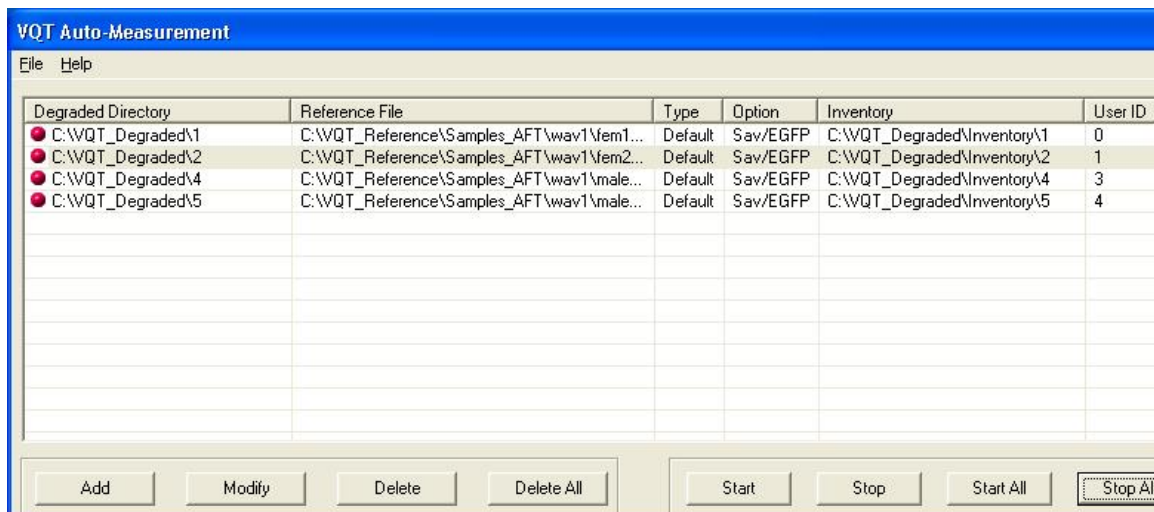 VQT Auto-Measurement
File Help
Degraded Directory Reference File Type Option Inventory User ID
C:\VQT_Degraded\1 C:\VQT_Reference\Samples_AFT\wav1\fem1... Default Sav/EGFP C:\VQT_Degraded\Inventory\1 0
C:\VQT_Degraded\2 C:\VQT_Reference\Samples_AFT\wav1\fem2... Default Sav/EGFP C:\VQT_Degraded\Inventory\2 1
C:\VQT_Degraded\4 C:\VQT_Reference\Samples_AFT\wav1\male... Default Sav/EGFP C:\VQT_Degraded\Inventory\4 3
C:\VQT_Degraded\5 C:\VQT_Reference\Samples_AFT\wav1\male... Default Sav/EGFP C:\VQT_Degraded\Inventory\5 4
Add Modify Delete Delete All Start Stop Start All Stop Al